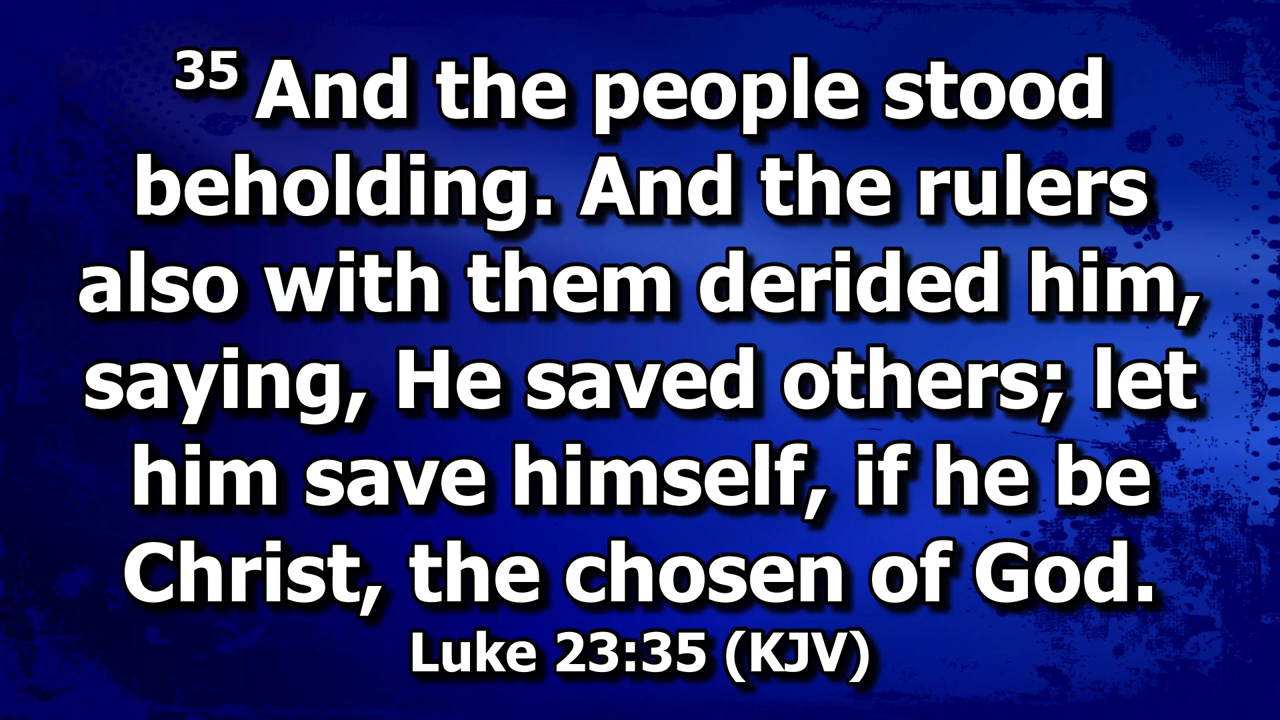 35 And the people stood
beholding. And the rulers
also with them derided him,
saying, He saved others; let
him save himself, if he be
Christ, the chosen of God.
Luke 23:35 (KJV)